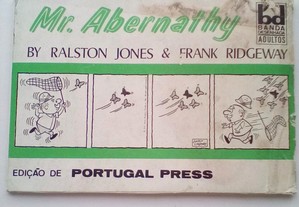 Mr. Abernathy
bd
BANDA
DESENHADA
ADULTOS
BY RALSTON JONES & FRANK RIDGEWAY
EDIÇÃO DE PORTUGAL PRESS